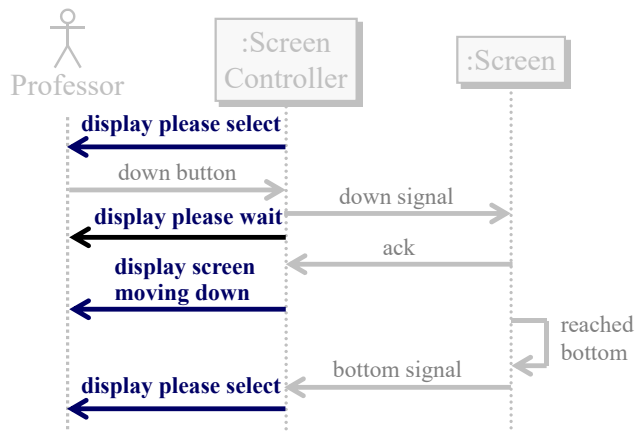 Professor
:Screen
Controller
:Screen
display please select
down button
down signal
display please wait
ack
display screen
moving down
reached
bottom
bottom signal
display please select